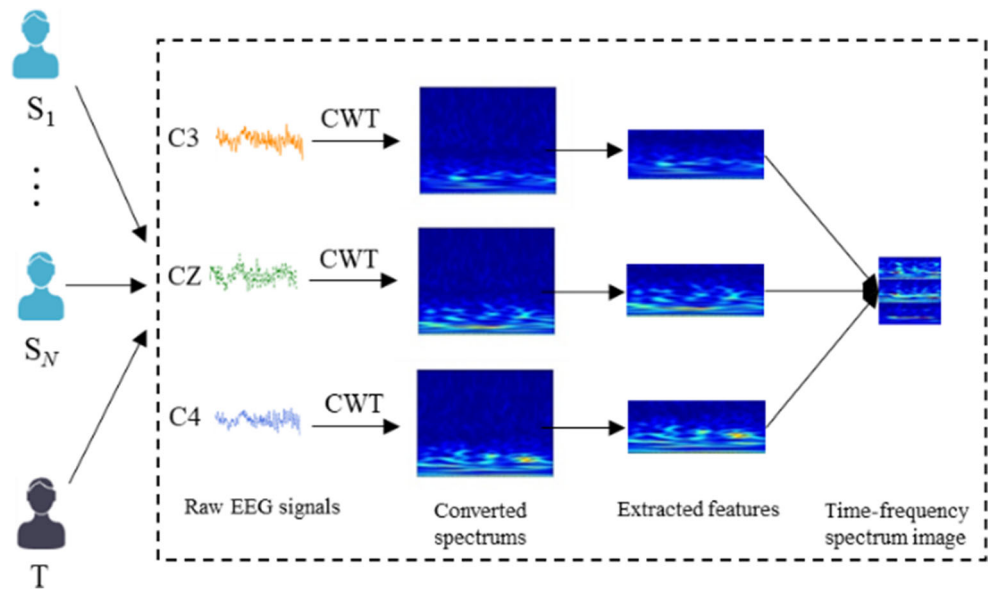 S1
SN
T
C3
CWT
CZ
CWT
C4
CWT
Raw EEG signals
Converted
spectrums
Extracted features
Time-frequency
spectrum image